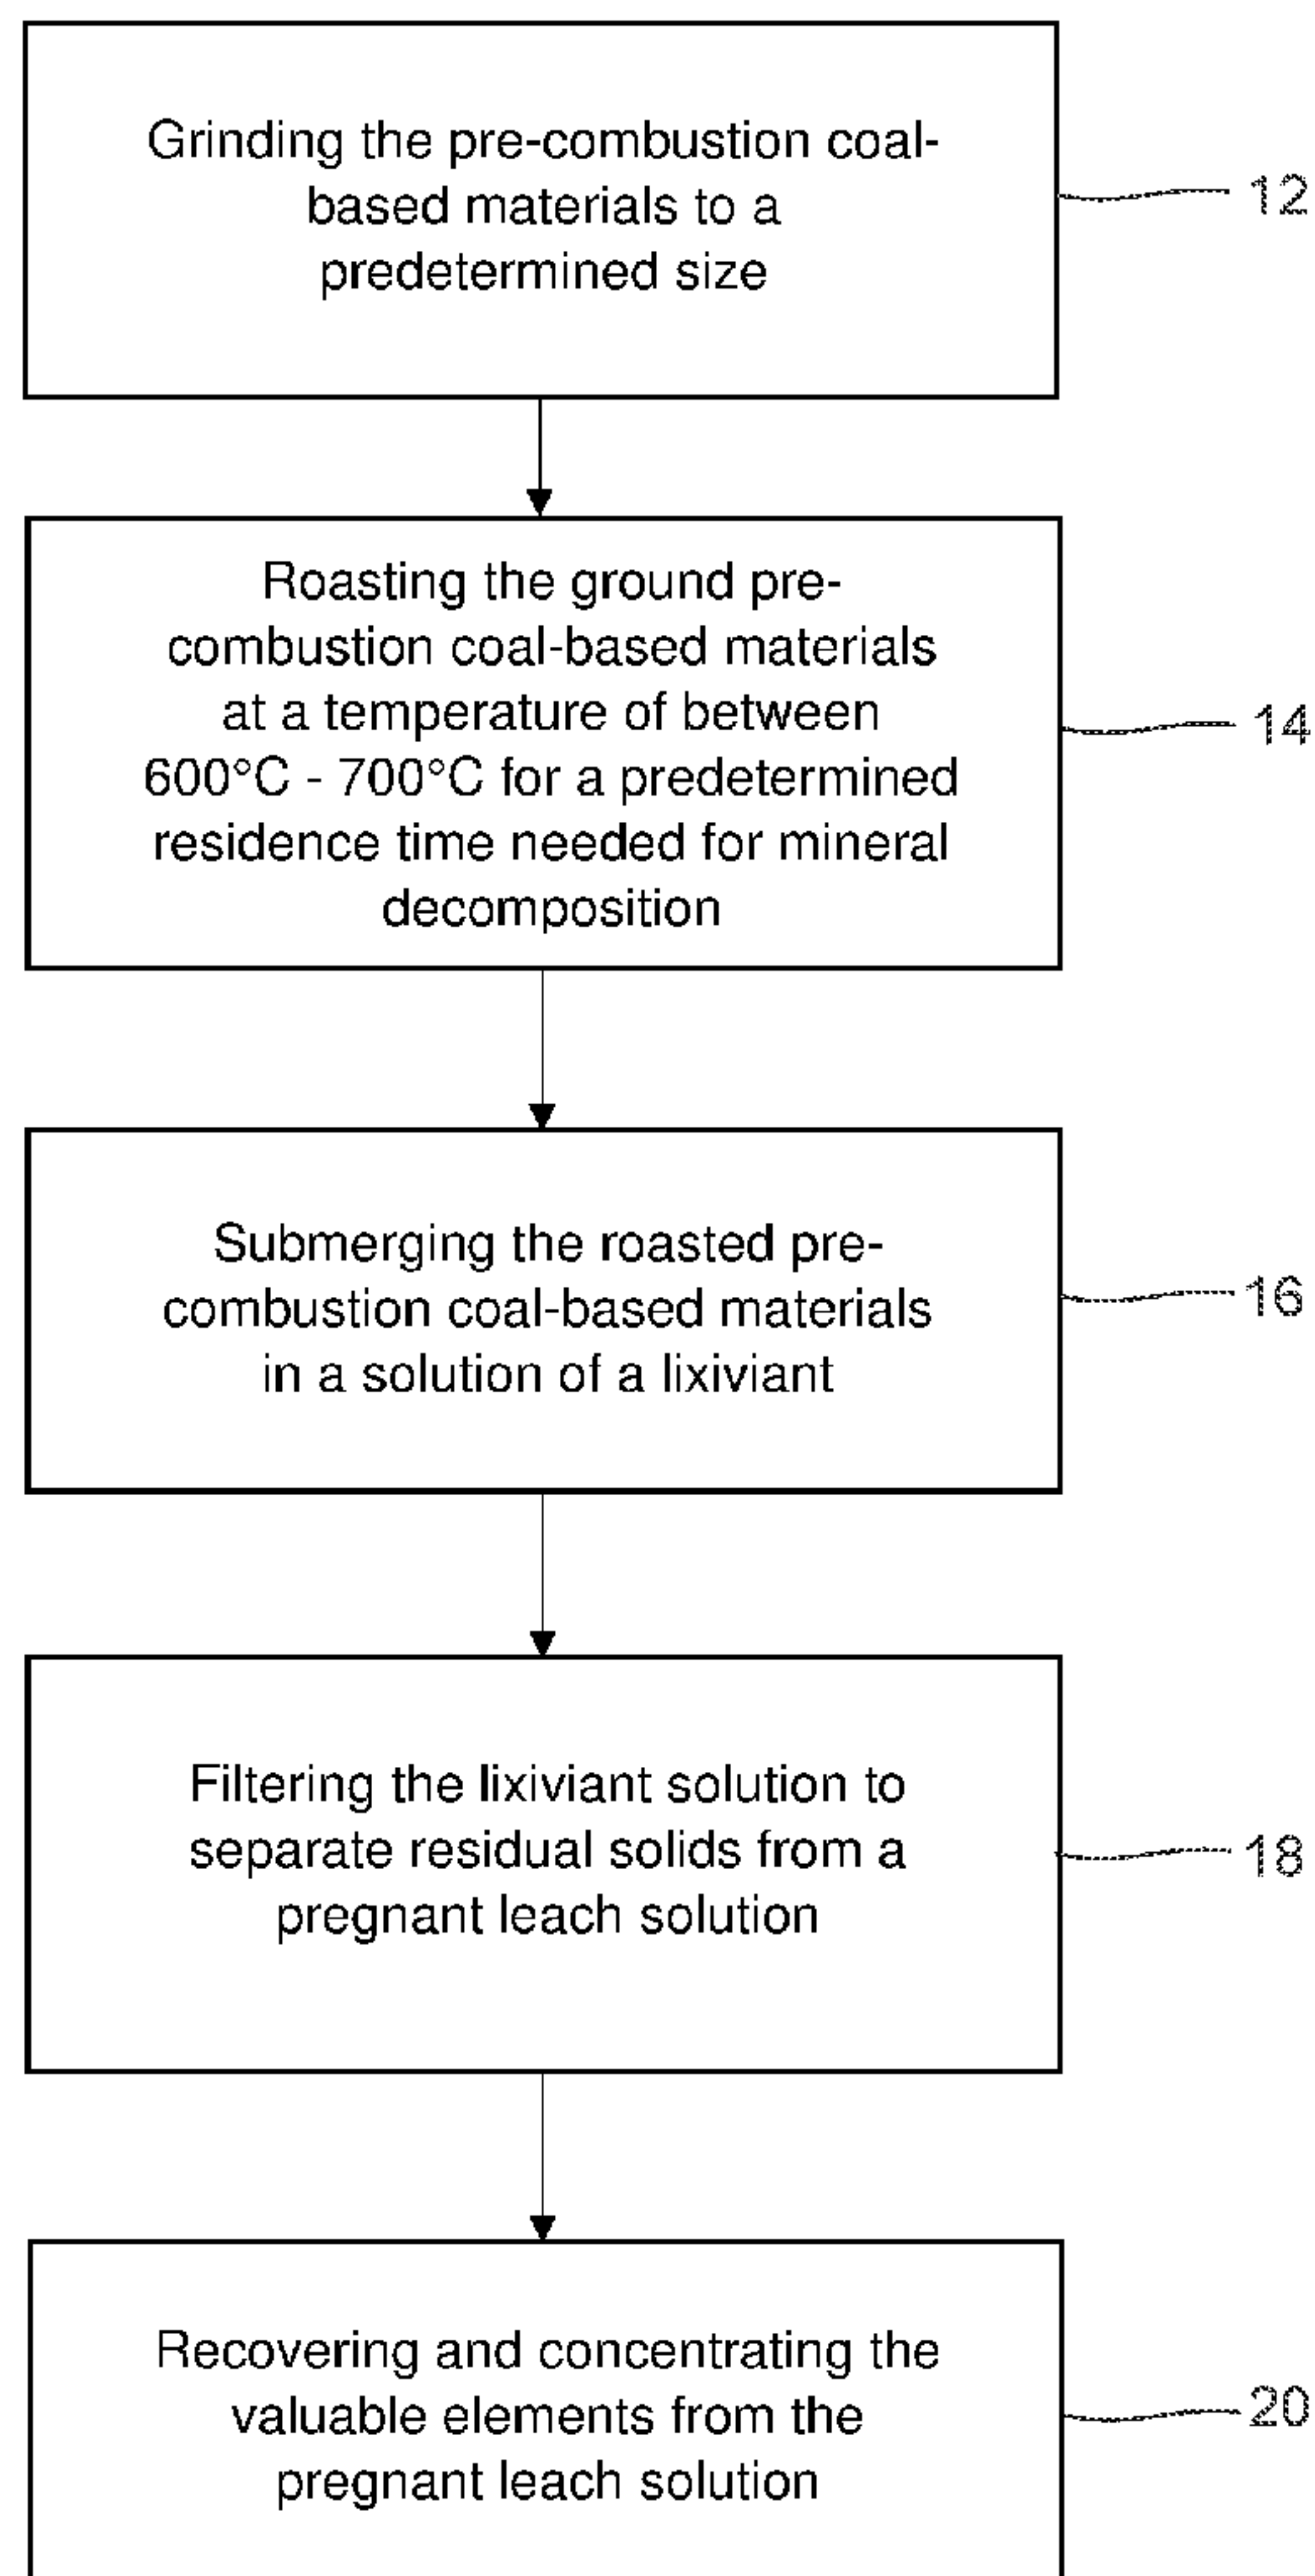 Grinding the pre-combustion coal-
based materials to a
predetermined size
12
Roasting the ground pre-
combustion coal-based materials
at a temperature of between
600°C - 700°C for a predetermined
residence time needed for mineral
decomposition
14
Submerging the roasted pre-
combustion coal-based materials
in a solution of a lixiviant
16
Filtering the lixiviant solution to
separate residual solids from a
pregnant leach solution
18
Recovering and concentrating the
valuable elements from the
pregnant leach solution
20